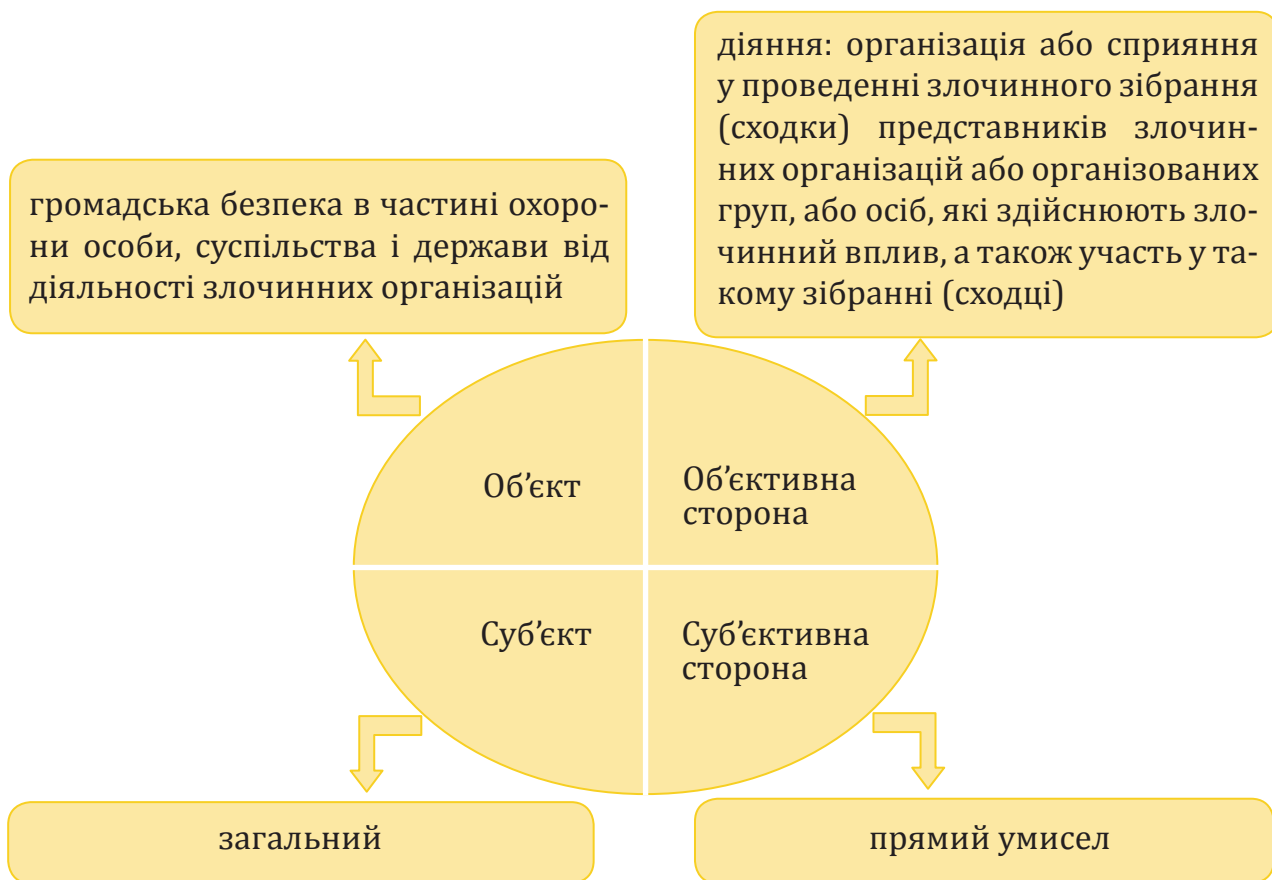 діяння: організація або сприяння
у проведенні злочинного зібрання
(сходки) представників злочин-
них організацій або організованих
груп, або осіб, які здійснюють зло-
чинний вплив, а також участь у та-
кому зібранні (сходці)
громадська безпека в частині охоро-
ни особи, суспільства і держави від
діяльності злочинних організацій
Об’єкт
Об’єктивна
сторона
Суб’єкт
Суб’єктивна
сторона
загальний
прямий умисел